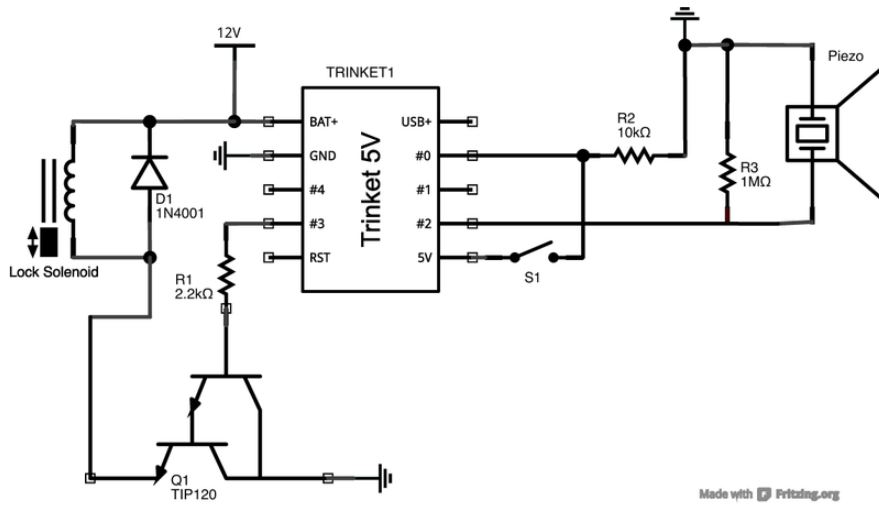 12V
TRINKET1
Piezo
BAT+
USB+
R2
10kΩ
GND
#0
#4
#1
R3
1MΩ
D1
1N4001
Trinket 5V
#3
#2
RST
5V
S1
Lock Solenoid
R1
2.2kΩ
Q1
TIP120
Made with Fritzing.org